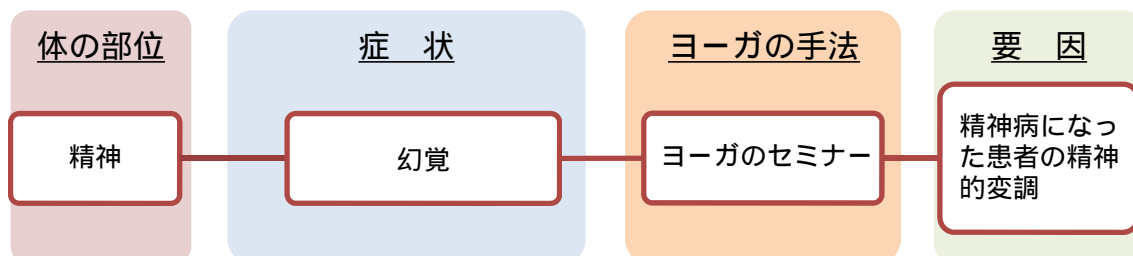 体の部位
症　状
ヨーガの手法
要　因
精神
幻覚
ヨーガのセミナー
精神病になっ
た患者の精神
的変調